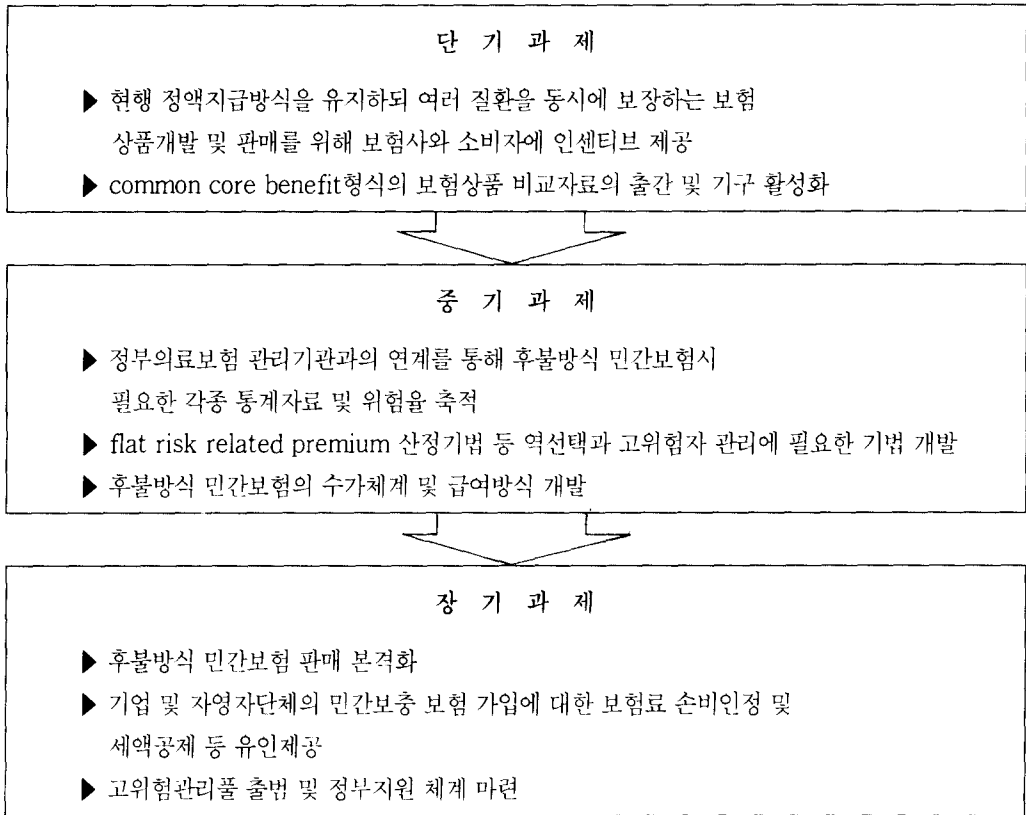 단 기 과 제
▶ 현행 정액지급방식을 유지하되 여러 질환을 동시에 보장하는 보험
상품개발 및 판매를 위해 보험사와 소비자에 인센티브 제공
▶ common core benefit형식의 보험상품 비교자료의 출간 및 기구 활성화
중 기 과 제
▶ 정부의료보험 관리기관과의 연계를 통해 후불방식 민간보험시
필요한 각종 통계자료 및 위험율 축적
▶ flat risk related premium 산정기법 등 역선택과 고위험자 관리에 필요한 기법 개발
▶ 후불방식 민간보험의 수가체계 및 급여방식 개발
장 기 과 제
▶ 후불방식 민간보험 판매 본격화
▶ 기업 및 자영자단체의 민간보충 보험 가입에 대한 보험료 손비인정 및
세액공제 등 유인제공
▶ 고위험관리풀 출범 및 정부지원 체계 마련